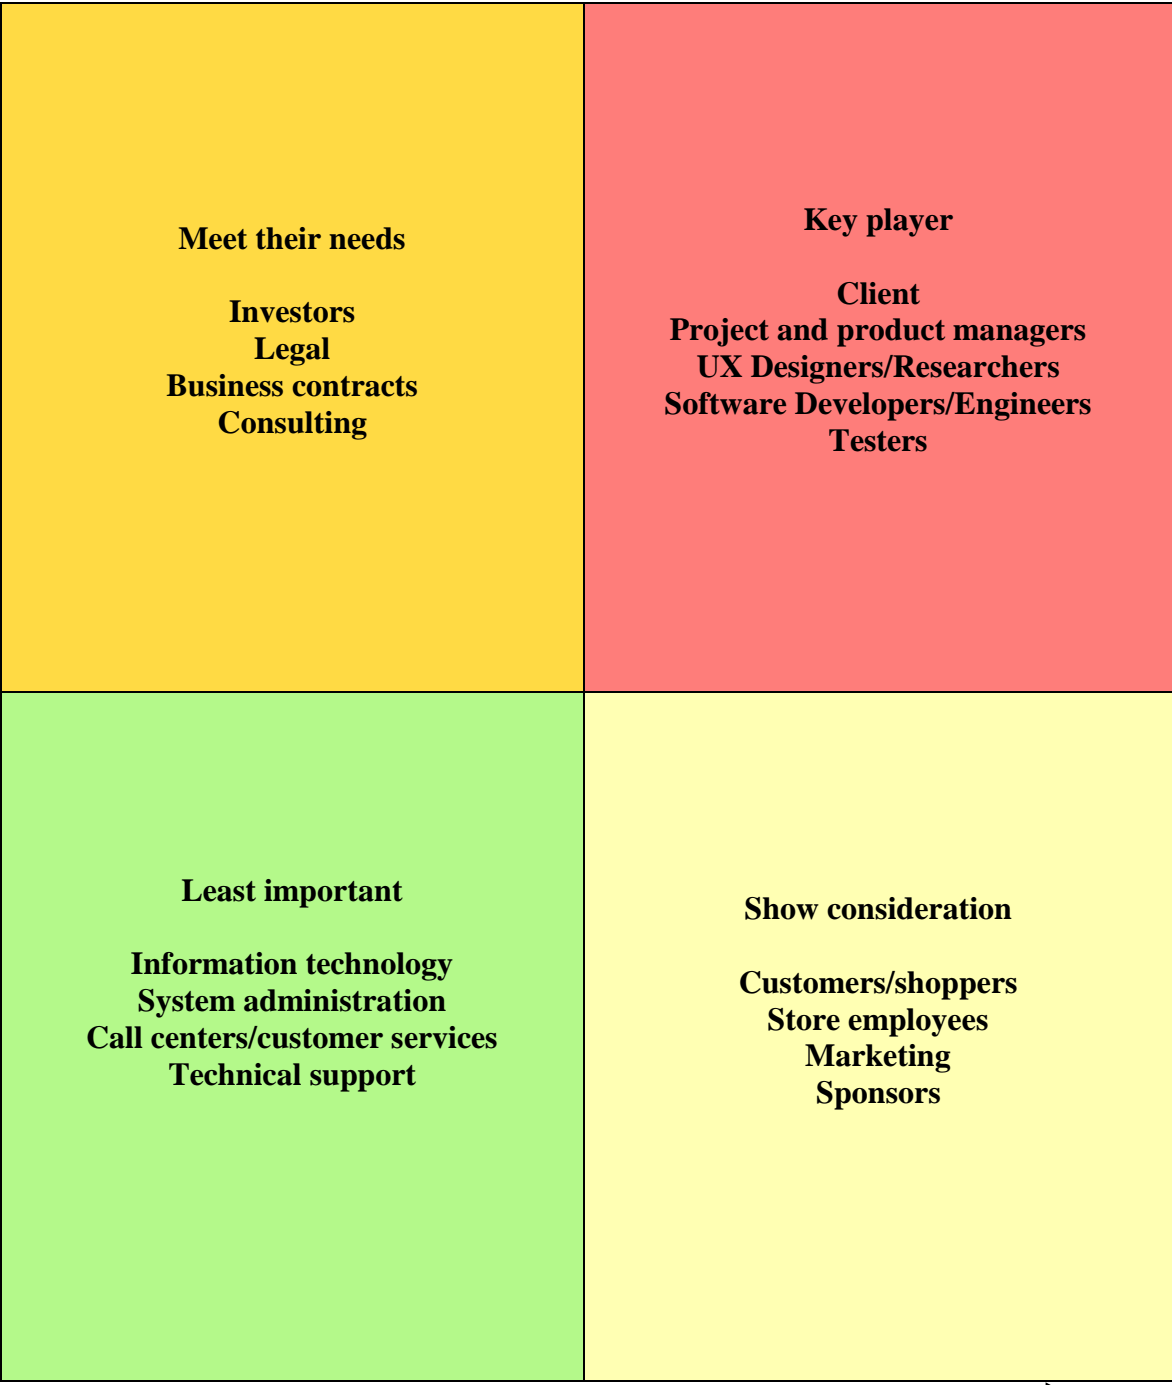 Meet their needs
Investors
Legal
Business contracts
Consulting
Key player
Client
Project and product managers
UX Designers/Researchers
Software Developers/Engineers
Testers
Least important
Information technology
System administration
Call centers/customer services
Technical support
Show consideration
Customers/shoppers
Store employees
Marketing
Sponsors